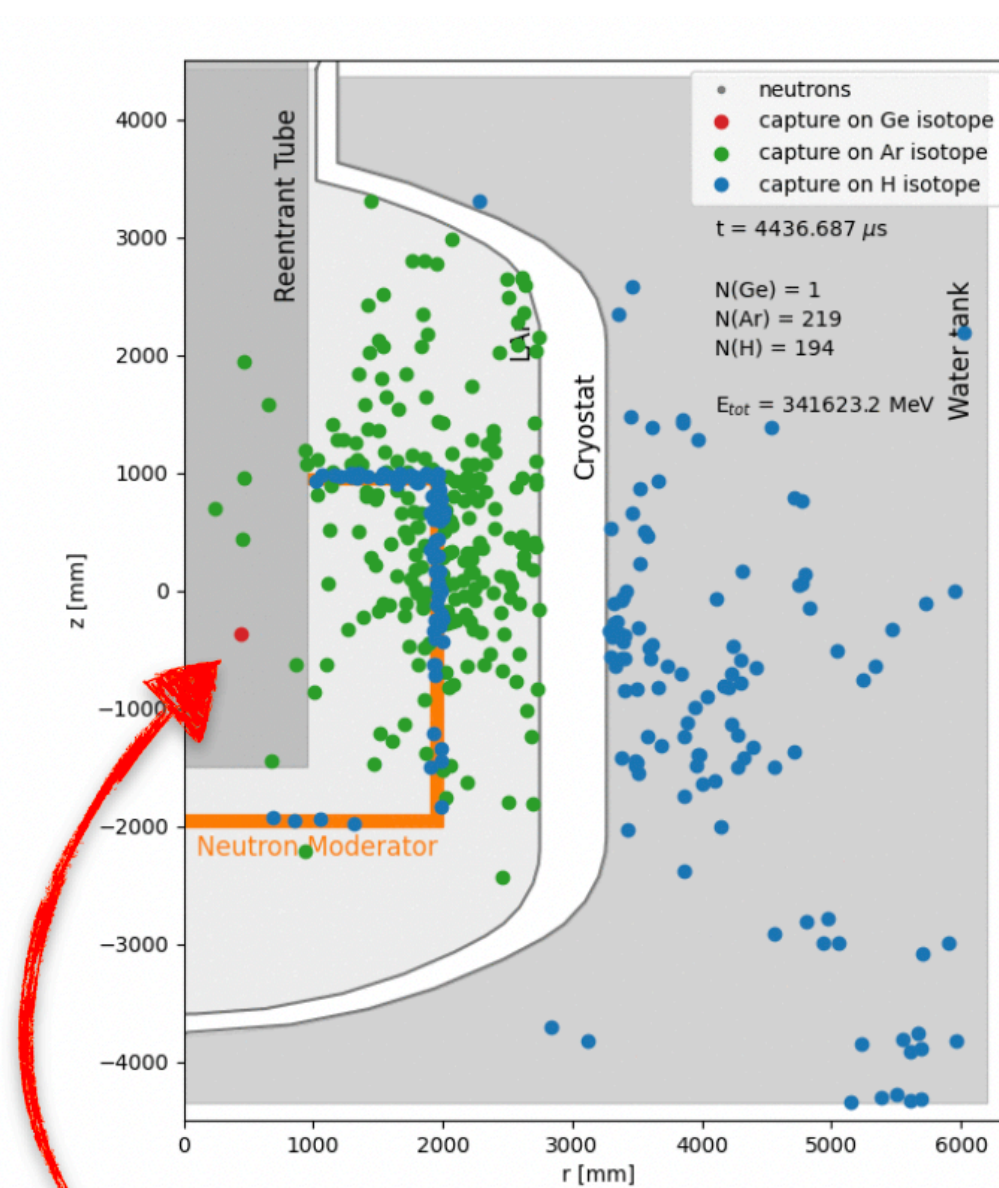 neutrons
capture on Ge isotope
capture on Ar isotope
capture on H isotope
t = 4436.687 μs
N(Ge) = 1
N(Ar) = 219
N(H) = 194
E_tot = 341623.2 MeV
Reentrant Tube
LAr
Cryostat
Water tank
Neutron Moderator
z [mm]
4000
3000
2000
1000
0
−1000
−2000
−3000
−4000
0 1000 2000 3000 4000 5000 6000
r [mm]